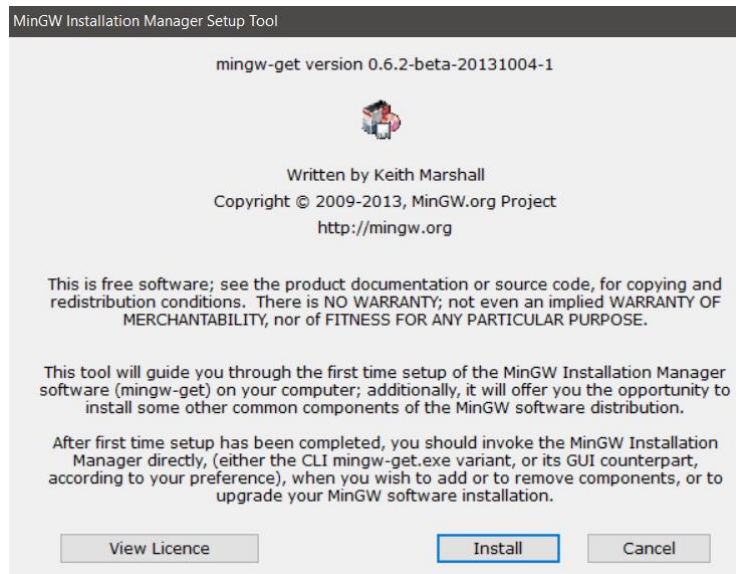 MinGW Installation Manager Setup Tool
mingw-get version 0.6.2-beta-20131004-1
Written by Keith Marshall
Copyright © 2009-2013, MinGW.org Project
http://mingw.org
This is free software; see the product documentation or source code, for copying and
redistribution conditions.  There is NO WARRANTY; not even an implied WARRANTY OF
MERCHANTABILITY, nor of FITNESS FOR ANY PARTICULAR PURPOSE.
This tool will guide you through the first time setup of the MinGW Installation Manager
software (mingw-get) on your computer; additionally, it will offer you the opportunity to
install some other common components of the MinGW software distribution.
After first time setup has been completed, you should invoke the MinGW Installation
Manager directly, (either the CLI mingw-get.exe variant, or its GUI counterpart,
according to your preference), when you wish to add or to remove components, or to
upgrade your MinGW software installation.
View Licence Install Cancel